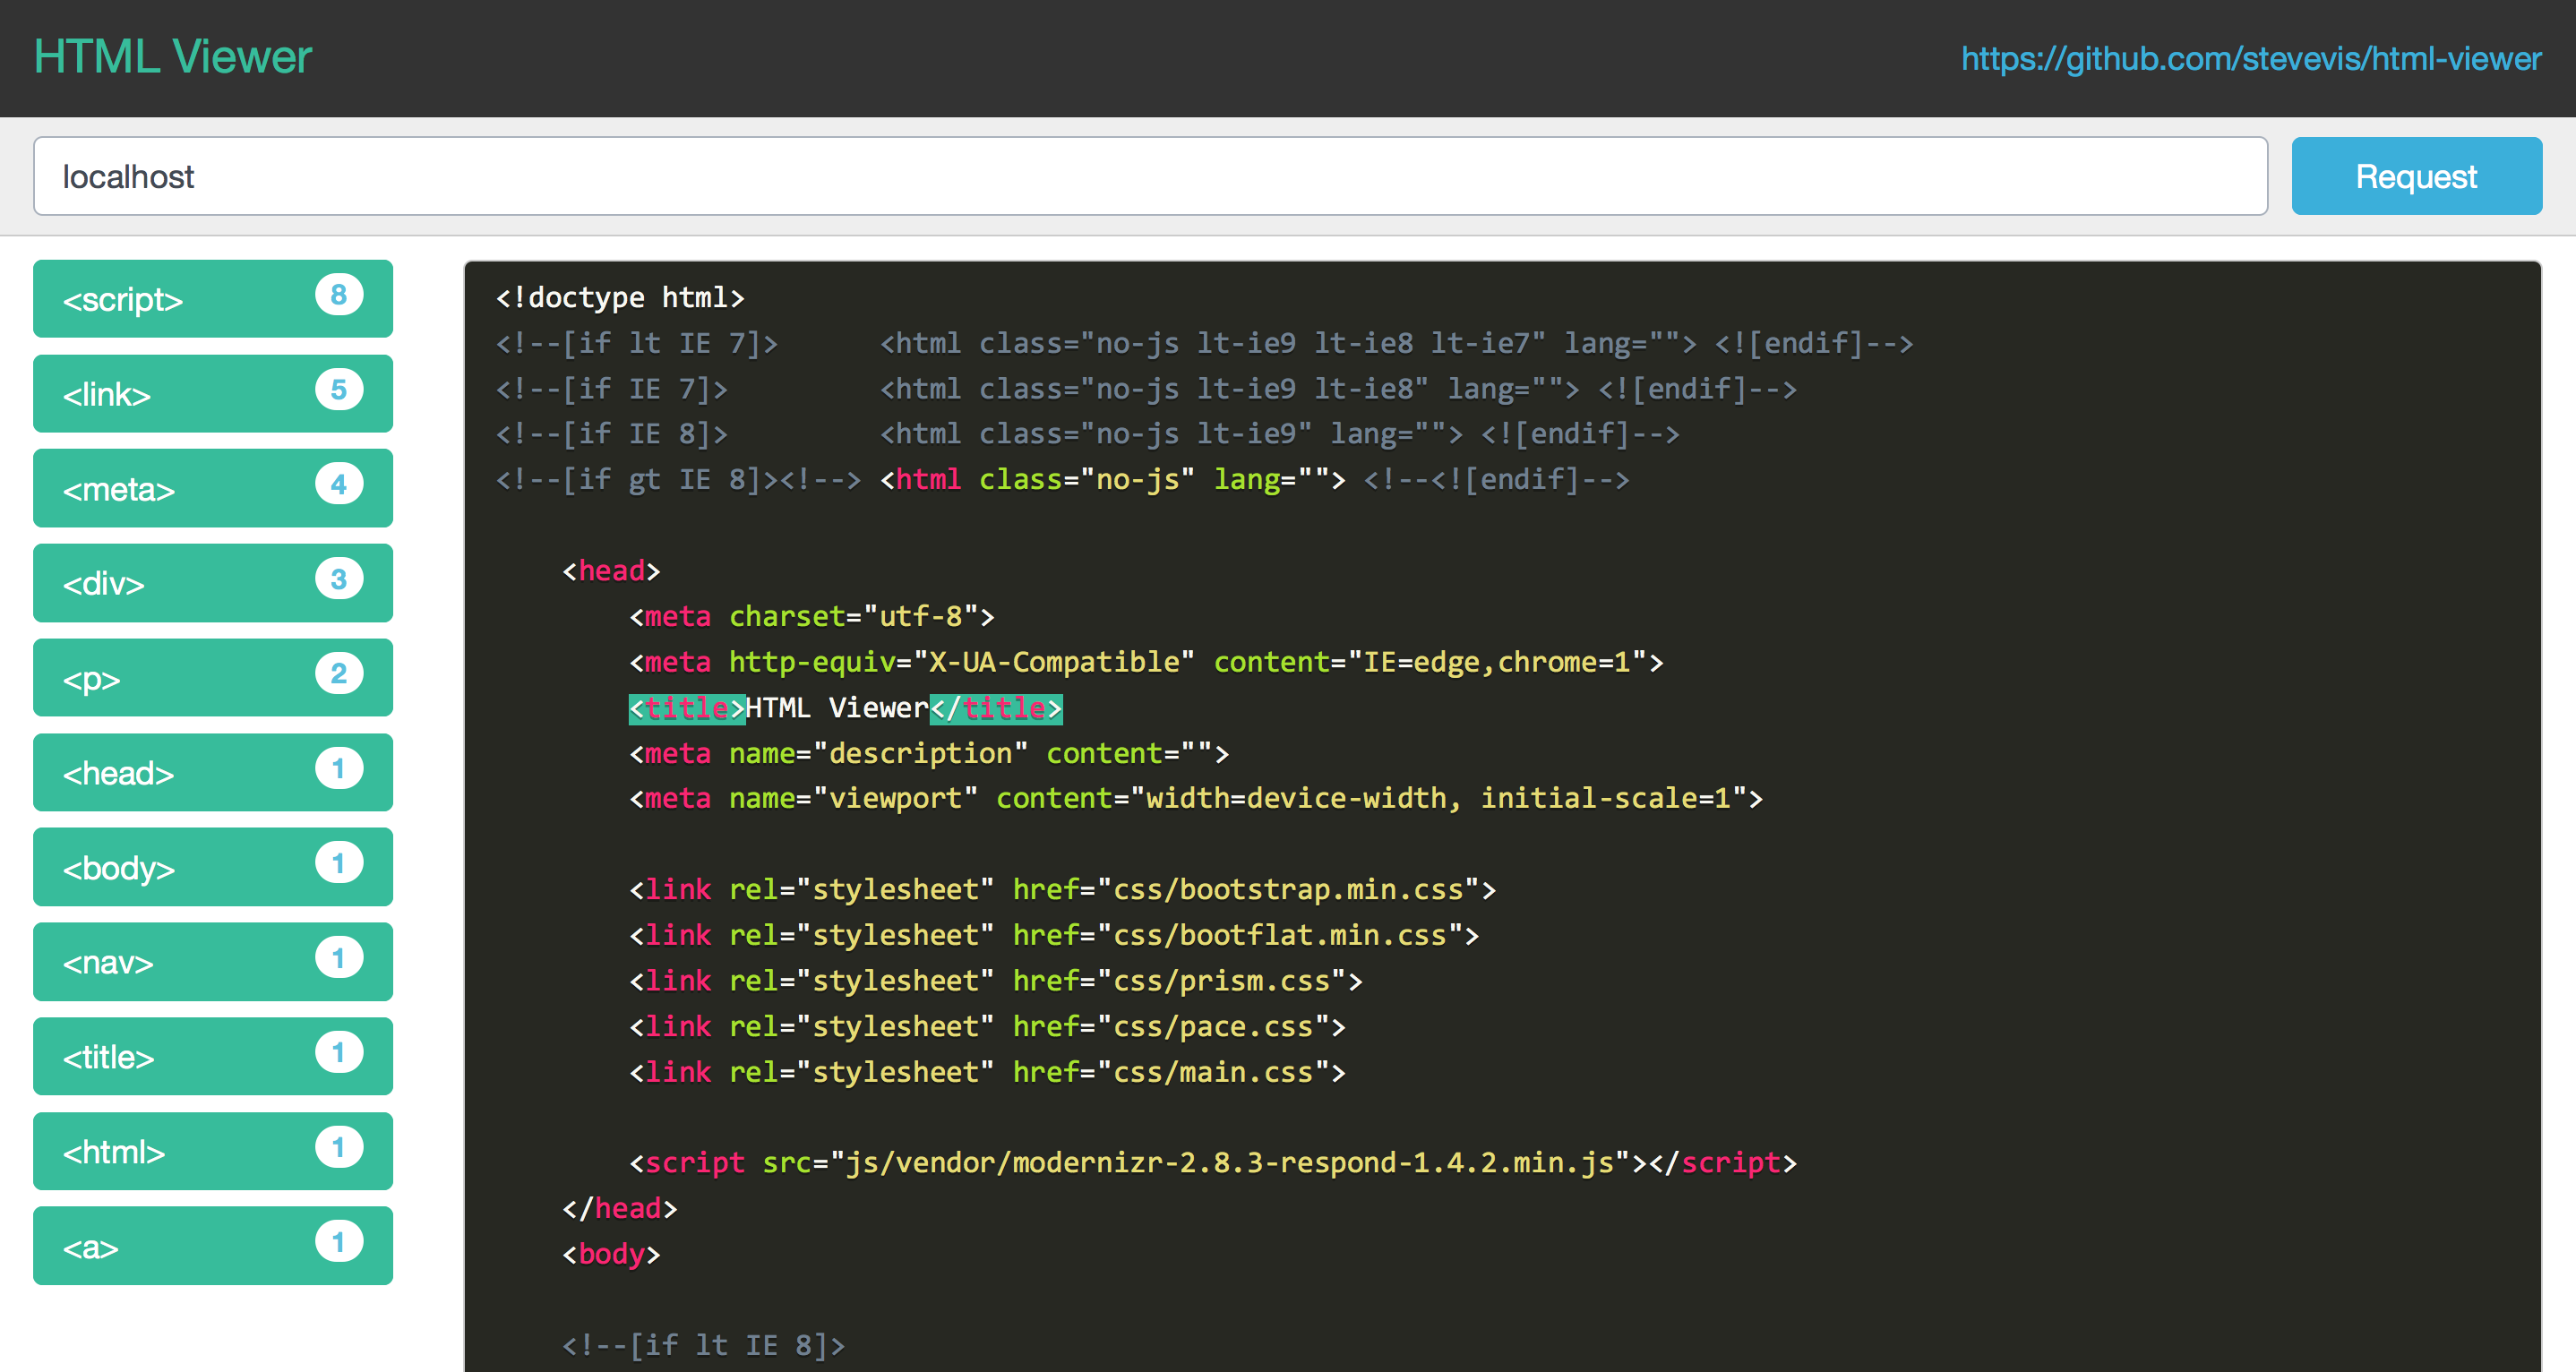 HTML Viewer
https://github.com/stevevis/html-viewer
localhost
Request
<script> 8
<link> 5
<meta> 4
<div> 3
<p> 2
<head> 1
<body> 1
<nav> 1
<title> 1
<html> 1
<a> 1
<!doctype html>
<!--[if lt IE 7]>      <html class="no-js lt-ie9 lt-ie8 lt-ie7" lang=""> <![endif]-->
<!--[if IE 7]>         <html class="no-js lt-ie9 lt-ie8" lang=""> <![endif]-->
<!--[if IE 8]>         <html class="no-js lt-ie9" lang=""> <![endif]-->
<!--[if gt IE 8]><!--> <html class="no-js" lang=""> <!--<![endif]-->
    <head>
        <meta charset="utf-8">
        <meta http-equiv="X-UA-Compatible" content="IE=edge,chrome=1">
        <title>HTML Viewer</title>
        <meta name="description" content="">
        <meta name="viewport" content="width=device-width, initial-scale=1">
        <link rel="stylesheet" href="css/bootstrap.min.css">
        <link rel="stylesheet" href="css/bootflat.min.css">
        <link rel="stylesheet" href="css/prism.css">
        <link rel="stylesheet" href="css/pace.css">
        <link rel="stylesheet" href="css/main.css">
        <script src="js/vendor/modernizr-2.8.3-respond-1.4.2.min.js"></script>
    </head>
    <body>
    <!--[if lt IE 8]>